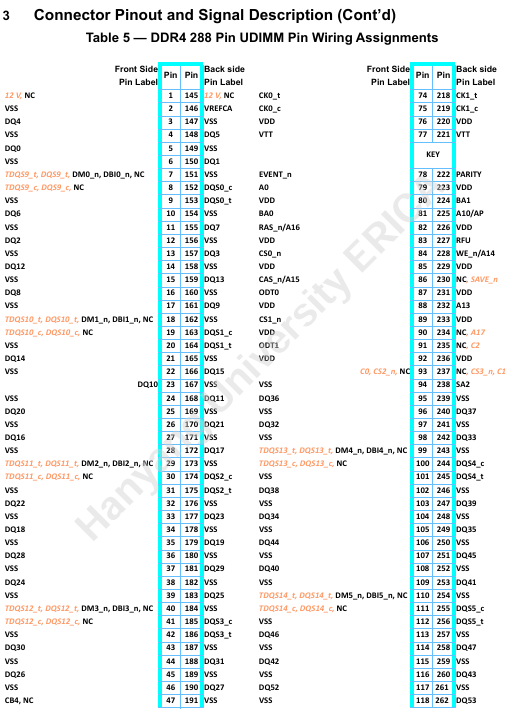 3 Connector Pinout and Signal Description (Cont’d)
Table 5 — DDR4 288 Pin UDIMM Pin Wiring Assignments
Front Side Pin Label Pin Pin Back side Pin Label Front Side Pin Label Pin Pin Back side Pin Label
12 V, NC 1 145 12 V, NC CK0_t 74 218 CK1_t
VSS 2 146 VREFCA CK0_c 75 219 CK1_c
DQ4 3 147 VSS VDD 76 220 VDD
VSS 4 148 DQ5 VTT 77 221 VTT
DQ0 5 149 VSS KEY
VSS 6 150 DQ1
TDQS9_t, DQS9_t, DM0_n, DBI0_n, NC 7 151 VSS EVENT_n 78 222 PARITY
TDQS9_c, DQS9_c, NC 8 152 DQS0_c A0 79 223 VDD
VSS 9 153 DQS0_t VDD 80 224 BA1
DQ6 10 154 VSS BA0 81 225 A10/AP
VSS 11 155 DQ7 RAS_n/A16 82 226 VDD
DQ2 12 156 VSS VDD 83 227 RFU
VSS 13 157 DQ3 CS0_n 84 228 WE_n/A14
DQ12 14 158 VSS VDD 85 229 VDD
VSS 15 159 DQ13 CAS_n/A15 86 230 NC, SAVE_n
DQ8 16 160 VSS ODT0 87 231 VDD
VSS 17 161 DQ9 VDD 88 232 A13
TDQS10_t, DQS10_t, DM1_n, DBI1_n, NC 18 162 VSS CS1_n 89 233 VDD
TDQS10_c, DQS10_c, NC 19 163 DQS1_c VDD 90 234 NC, A17
VSS 20 164 DQS1_t ODT1 91 235 NC, C2
DQ14 21 165 VSS VDD 92 236 VDD
VSS 22 166 DQ15 C0, CS2_n, NC 93 237 NC, CS3_n, C1
DQ10 23 167 VSS VSS 94 238 SA2
VSS 24 168 DQ11 DQ36 95 239 VSS
DQ20 25 169 VSS VSS 96 240 DQ37
VSS 26 170 DQ21 DQ32 97 241 VSS
DQ16 27 171 VSS VSS 98 242 DQ33
VSS 28 172 DQ17 TDQS13_t, DQS13_t, DM4_n, DBI4_n, NC 99 243 VSS
TDQS11_t, DQS11_t, DM2_n, DBI2_n, NC 29 173 VSS TDQS13_c, DQS13_c, NC 100 244 DQS4_c
TDQS11_c, DQS11_c, NC 30 174 DQS2_c VSS 101 245 DQS4_t
VSS 31 175 DQS2_t DQ38 102 246 VSS
DQ22 32 176 VSS VSS 103 247 DQ39
VSS 33 177 DQ23 DQ34 104 248 VSS
DQ18 34 178 VSS VSS 105 249 DQ35
VSS 35 179 DQ19 DQ44 106 250 VSS
DQ28 36 180 VSS VSS 107 251 DQ45
VSS 37 181 DQ29 DQ40 108 252 VSS
DQ24 38 182 VSS VSS 109 253 DQ41
VSS 39 183 DQ25 TDQS14_t, DQS14_t, DM5_n, DBI5_n, NC 110 254 VSS
TDQS12_t, DQS12_t, DM3_n, DBI3_n, NC 40 184 VSS TDQS14_c, DQS14_c, NC 111 255 DQS5_c
TDQS12_c, DQS12_c, NC 41 185 DQS3_c VSS 112 256 DQS5_t
VSS 42 186 DQS3_t DQ46 113 257 VSS
DQ30 43 187 VSS VSS 114 258 DQ47
VSS 44 188 DQ31 DQ42 115 259 VSS
DQ26 45 189 VSS VSS 116 260 DQ43
VSS 46 190 DQ27 DQ52 117 261 VSS
CB4, NC 47 191 VSS VSS 118 262 DQ53
Hanyang University ERICA